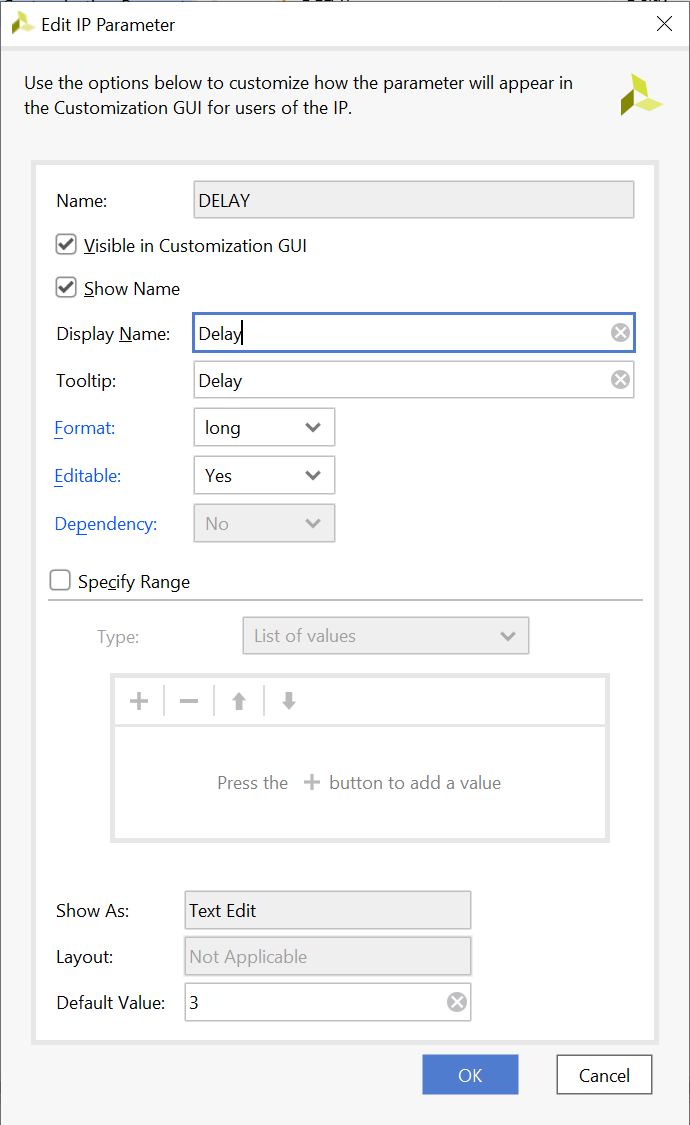 Edit IP Parameter
Use the options below to customize how the parameter will appear in
the Customization GUI for users of the IP.
Name: DELAY
Visible in Customization GUI
Show Name
Display Name: Delay
Tooltip: Delay
Format: long
Editable: Yes
Dependency: No
Specify Range
Type: List of values
Press the + button to add a value
Show As: Text Edit
Layout: Not Applicable
Default Value: 3
OK Cancel